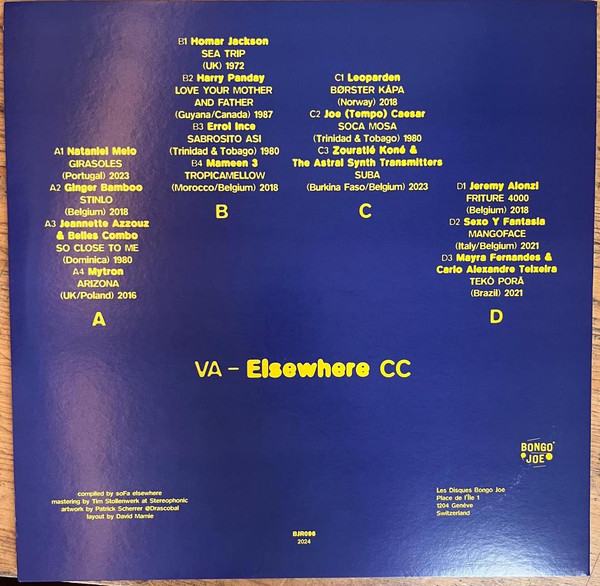 A1 Nataniel Melo
GIRASOLES
(Portugal) 2023
A2 Ginger Bamboo
STINLO
(Belgium) 2018
A3 Jeannette Azzouz
& Belles Combo
SO CLOSE TO ME
(Dominica) 1980
A4 Mytron
ARIZONA
(UK/Poland) 2016
A
B1 Homar Jackson
SEA TRIP
(UK) 1972
B2 Harry Panday
LOVE YOUR MOTHER
AND FATHER
(Guyana/Canada) 1987
B3 Errol Ince
SABROSITO ASI
(Trinidad & Tobago) 1980
B4 Mameen 3
TROPICAMELLOW
(Morocco/Belgium) 2018
B
C1 Leoparden
BØRSTER KÅPA
(Norway) 2018
C2 Joe (Tempo) Caesar
SOCA MOSA
(Trinidad & Tobago) 1980
C3 Zouratié Koné &
The Astral Synth Transmitters
SUBA
(Burkina Faso/Belgium) 2023
C
D1 Jeremy Alonzi
FRITURE 4000
(Belgium) 2018
D2 Sexo Y Fantasia
MANGOFACE
(Italy/Belgium) 2021
D3 Mayra Fernandes &
Carlo Alexandre Teixeira
TEKÒ PORÃ
(Brazil) 2021
D
VA – Elsewhere CC
BONGO
JOE
compiled by soFa elsewhere
mastering by Tim Stollenwerk at Stereophonic
artwork by Patrick Scherrer @Drascobal
layout by David Mamie
BJR096
2024
Les Disques Bongo Joe
Place de l'Île 1
1204 Genève
Switzerland